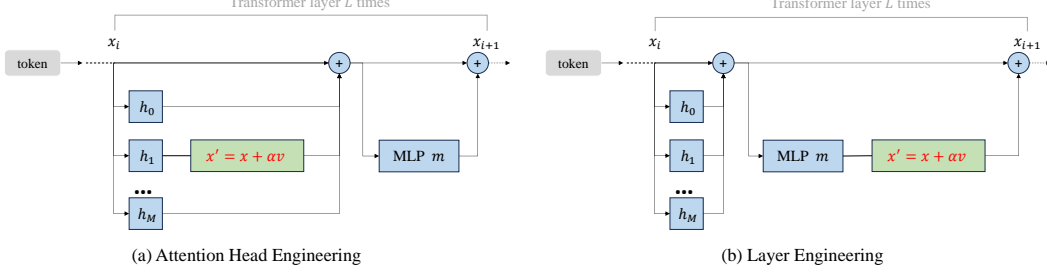 Transformer layer L times
x_i
x_{i+1}
token
+
+
h_0
h_1
x' = x + αv
MLP m
•••
h_M
(a) Attention Head Engineering
Transformer layer L times
x_i
x_{i+1}
token
+
+
h_0
h_1
MLP m
x' = x + αv
•••
h_M
(b) Layer Engineering